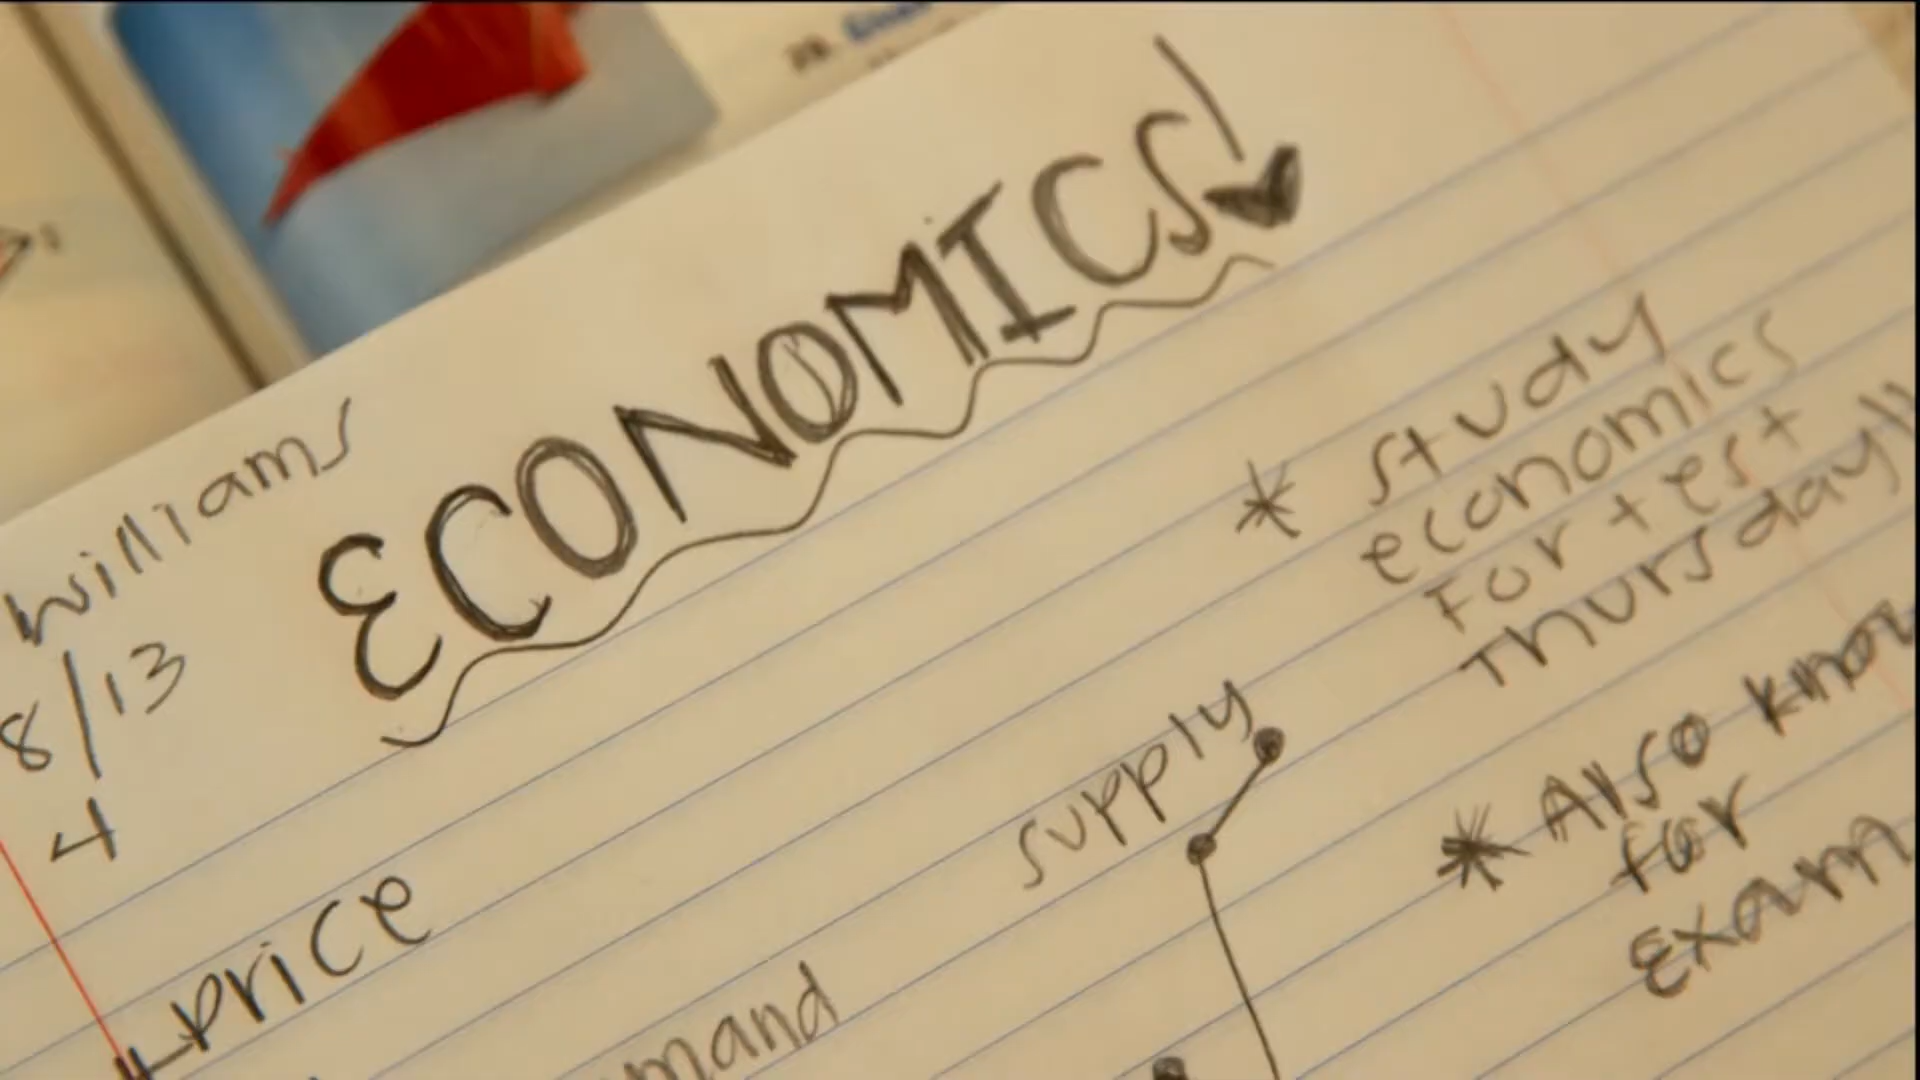 Williams
8/13
4
ECONOMICS!
* Study
economics
For test
Thursday!!
* Also know
for
Exam
supply
price
mand